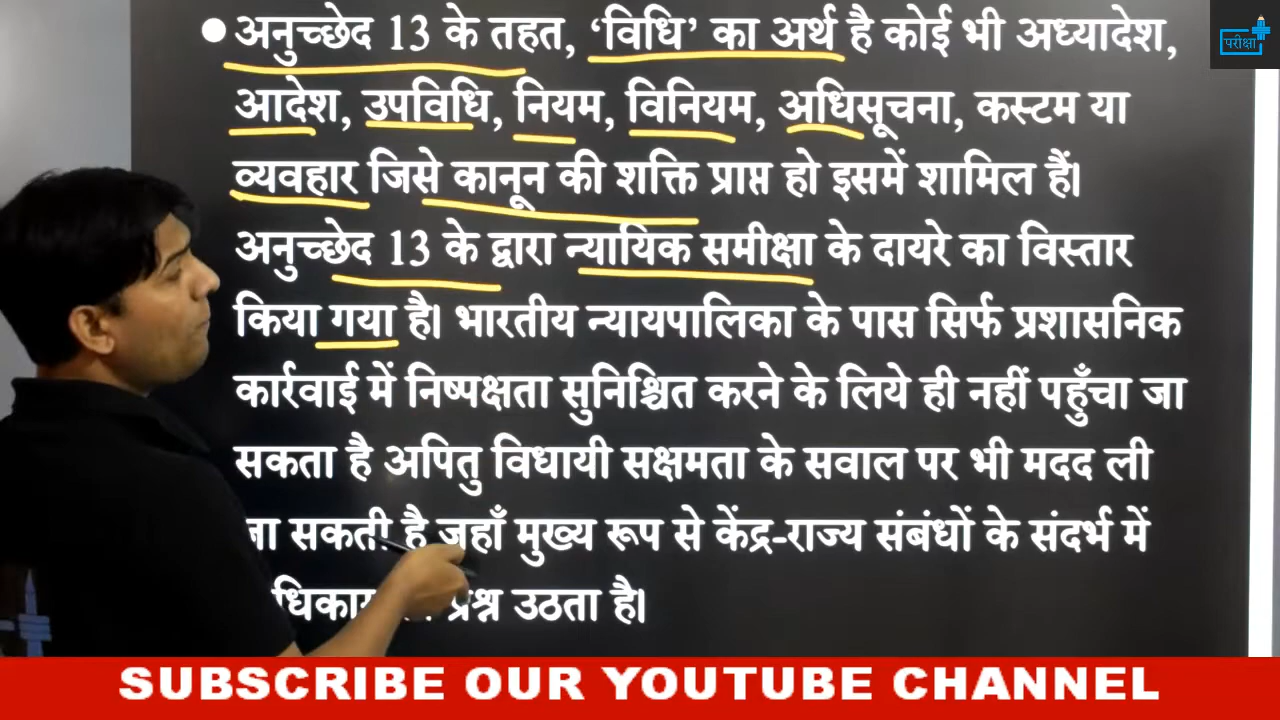 परीक्षा
अनुच्छेद 13 के तहत, ‘विधि’ का अर्थ है कोई भी अध्यादेश,
आदेश, उपविधि, नियम, विनियम, अधिसूचना, कस्टम या
व्यवहार जिसे कानून की शक्ति प्राप्त हो इसमें शामिल हैं।
अनुच्छेद 13 के द्वारा न्यायिक समीक्षा के दायरे का विस्तार
किया गया है। भारतीय न्यायपालिका के पास सिर्फ प्रशासनिक
कार्रवाई में निष्पक्षता सुनिश्चित करने के लिये ही नहीं पहुँचा जा
सकता है अपितु विधायी सक्षमता के सवाल पर भी मदद ली
सकती है जहाँ मुख्य रूप से केंद्र-राज्य संबंधों के संदर्भ में
प्रश्न उठता है।
SUBSCRIBE OUR YOUTUBE CHANNEL